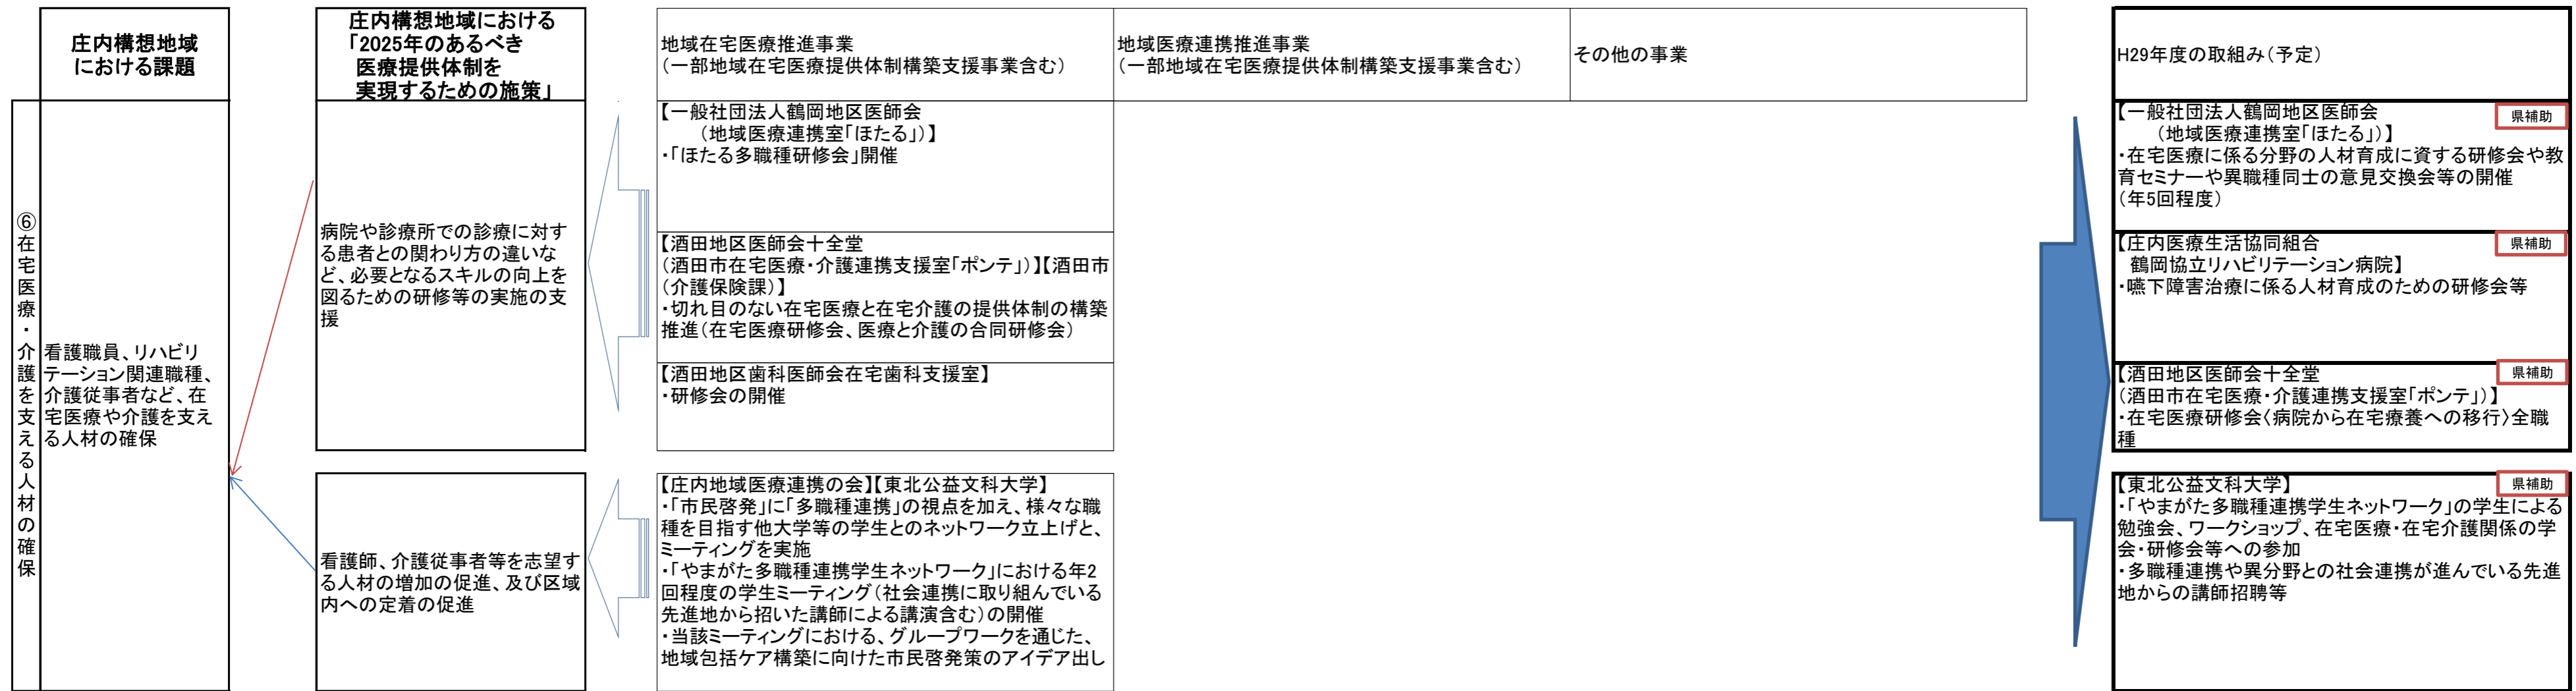 庄内構想地域
における課題
庄内構想地域における
「2025年のあるべき
医療提供体制を
実現するための施策」
地域在宅医療推進事業
（一部地域在宅医療提供体制構築支援事業含む）
地域医療連携推進事業
（一部地域在宅医療提供体制構築支援事業含む）
その他の事業
H29年度の取組み（予定）
⑥在宅医療・介護を支える人材の確保
看護職員、リハビリ
テーション関連職種、
介護従事者など、在
宅医療や介護を支え
る人材の確保
病院や診療所での診療に対す
る患者との関わり方の違いな
ど、必要となるスキルの向上を
図るための研修等の実施の支
援
【一般社団法人鶴岡地区医師会
（地域医療連携室「ほたる」）】
・「ほたる多職種研修会」開催
【酒田地区医師会十全堂
（酒田市在宅医療・介護連携支援室「ポンテ」）】【酒田市
（介護保険課）】
・切れ目のない在宅医療と在宅介護の提供体制の構築
推進（在宅医療研修会、医療と介護の合同研修会）
【酒田地区歯科医師会在宅歯科支援室】
・研修会の開催
【一般社団法人鶴岡地区医師会
県補助
（地域医療連携室「ほたる」）】
・在宅医療に係る分野の人材育成に資する研修会や教
育セミナーや異職種同士の意見交換会等の開催
（年5回程度）
【庄内医療生活協同組合
県補助
鶴岡協立リハビリテーション病院】
・嚥下障害治療に係る人材育成のための研修会等
【酒田地区医師会十全堂
県補助
（酒田市在宅医療・介護連携支援室「ポンテ」）】
・在宅医療研修会〈病院から在宅療養への移行〉全職
種
看護師、介護従事者等を志望す
る人材の増加の促進、及び区域
内への定着の促進
【庄内地域医療連携の会】【東北公益文科大学】
・「市民啓発」に「多職種連携」の視点を加え、様々な職
種を目指す他大学等の学生とのネットワーク立上げと、
ミーティングを実施
・「やまがた多職種連携学生ネットワーク」における年2
回程度の学生ミーティング（社会連携に取り組んでいる
先進地から招いた講師による講演含む）の開催
・当該ミーティングにおける、グループワークを通じた、
地域包括ケア構築に向けた市民啓発策のアイデア出し
【東北公益文科大学】
県補助
・「やまがた多職種連携学生ネットワーク」の学生による
勉強会、ワークショップ、在宅医療・在宅介護関係の学
会・研修会等への参加
・多職種連携や異分野との社会連携が進んでいる先進
地からの講師招聘等